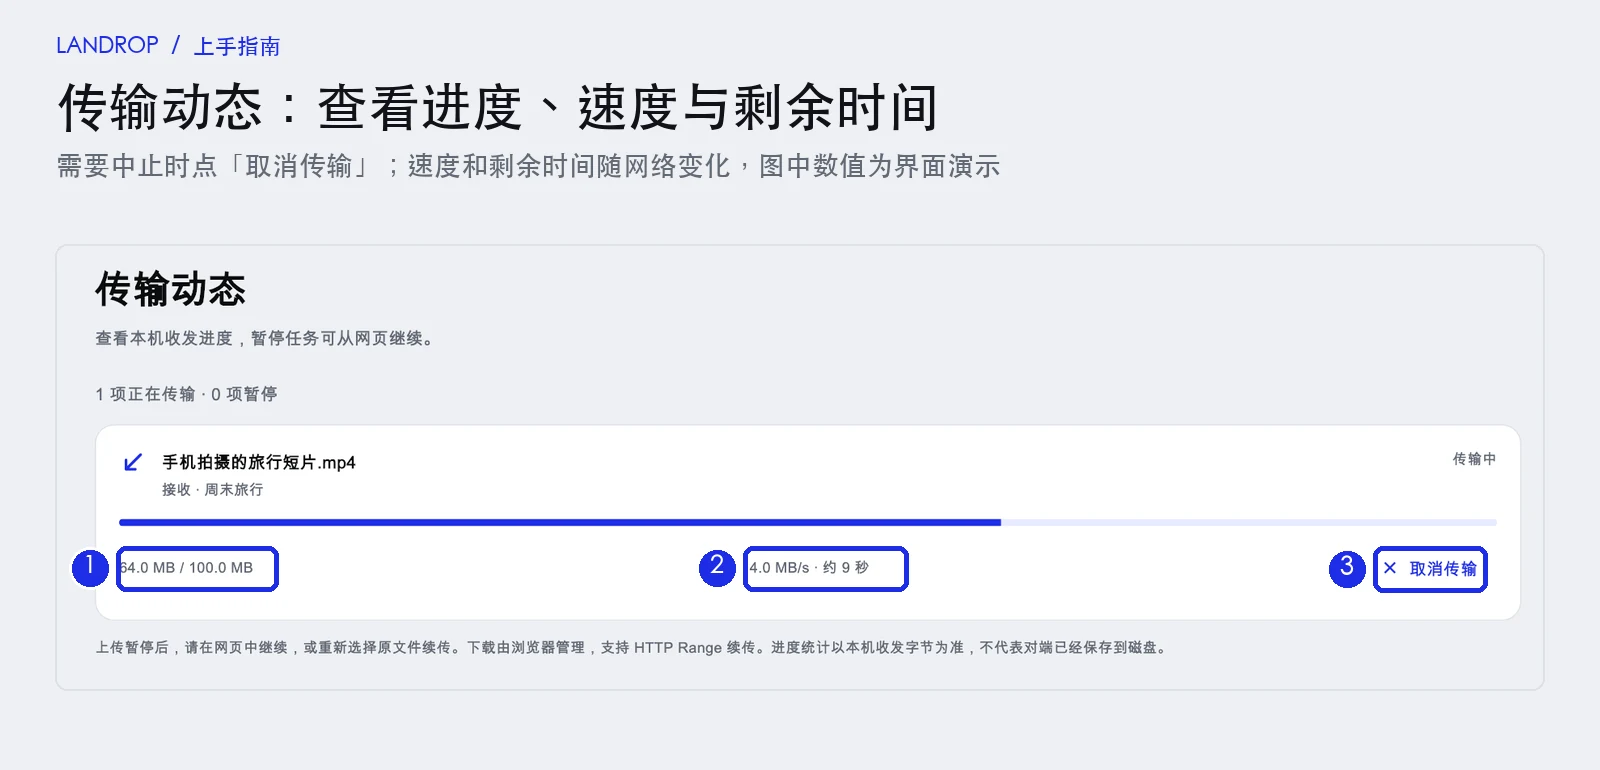 LANDROP / 上手指南
传输动态：查看进度、速度与剩余时间
需要中止时点「取消传输」；速度和剩余时间随网络变化，图中数值为界面演示
传输动态
查看本机收发进度，暂停任务可从网页继续。
1 项正在传输 · 0 项暂停
手机拍摄的旅行短片.mp4
传输中
接收 · 周末旅行
1 64.0 MB / 100.0 MB 2 4.0 MB/s · 约 9 秒 3 × 取消传输
上传暂停后，请在网页中继续，或重新选择原文件续传。下载由浏览器管理，支持 HTTP Range 续传。进度统计以本机收发字节为准，不代表对端已经保存到磁盘。